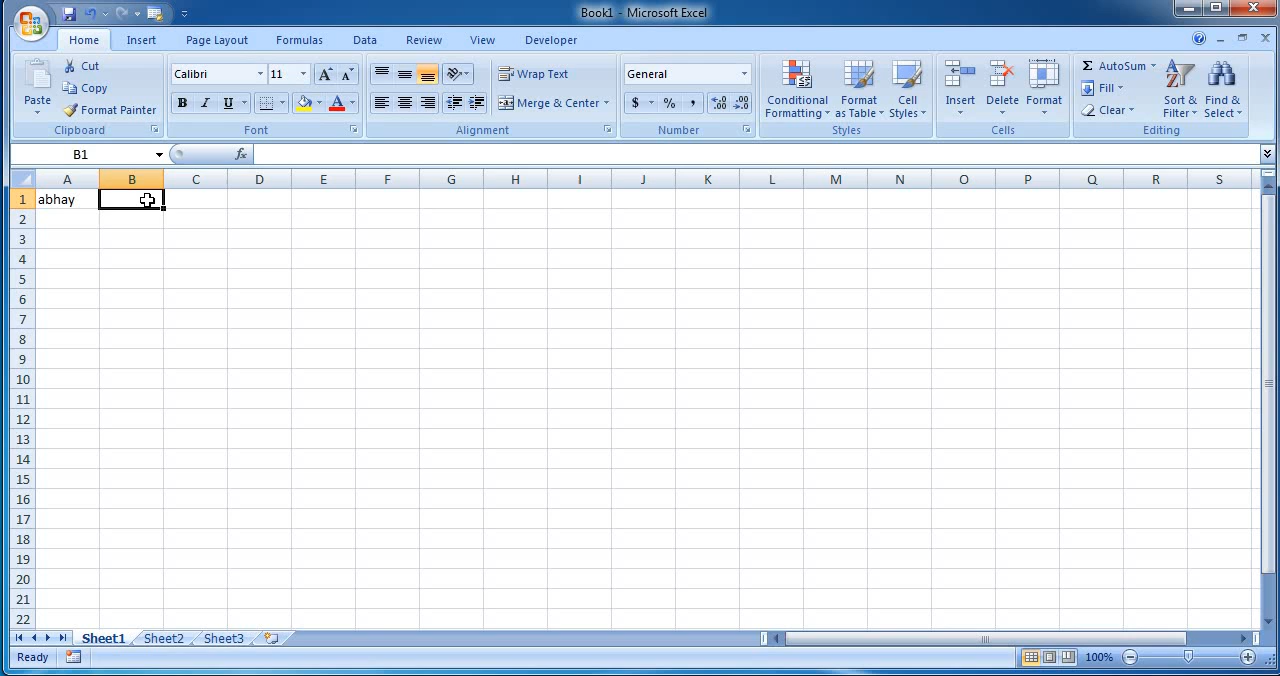 Book1 - Microsoft Excel
Home Insert Page Layout Formulas Data Review View Developer
Paste Cut Copy Format Painter Clipboard
Calibri 11 A A B I U A Font
Wrap Text Merge & Center Alignment
General $ % , .0 .00 .00 .0 Number
Conditional Formatting Format as Table Cell Styles Styles
Insert Delete Format Cells
Σ AutoSum Fill Clear Sort & Filter Find & Select Editing
B1 fx
A B C D E F G H I J K L M N O P Q R S
1 abhay
2
3
4
5
6
7
8
9
10
11
12
13
14
15
16
17
18
19
20
21
22
Sheet1 Sheet2 Sheet3
Ready 100%